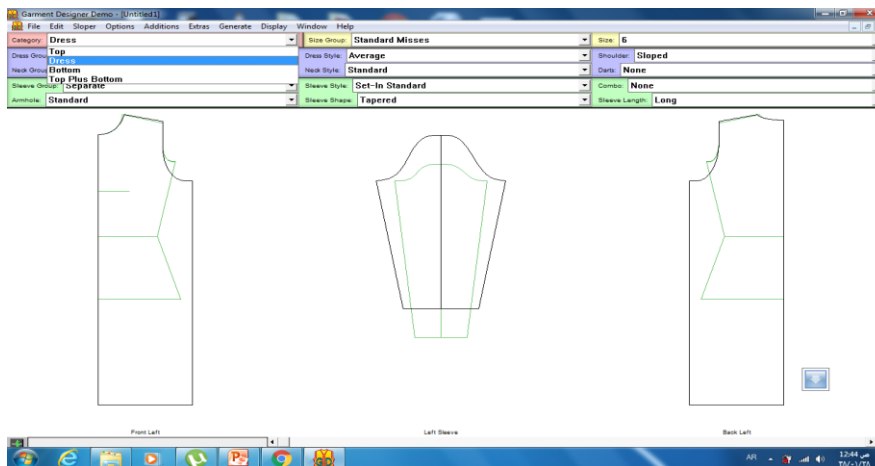 Garment Designer Demo - [Untitled1]
File Edit Sloper Options Additions Extras Generate Display Window Help
Category: Dress Size Group: Standard Misses Size: 6
Top
Dress
Bottom
Top Plus Bottom
Dress Style: Average Shoulder: Sloped
Neck Style: Standard Darts: None
Sleeve Group: Separate Sleeve Style: Set-In Standard Combo: None
Armhole: Standard Sleeve Shape: Tapered Sleeve Length: Long
Front Left Left Sleeve Back Left
AR 12:44 ص